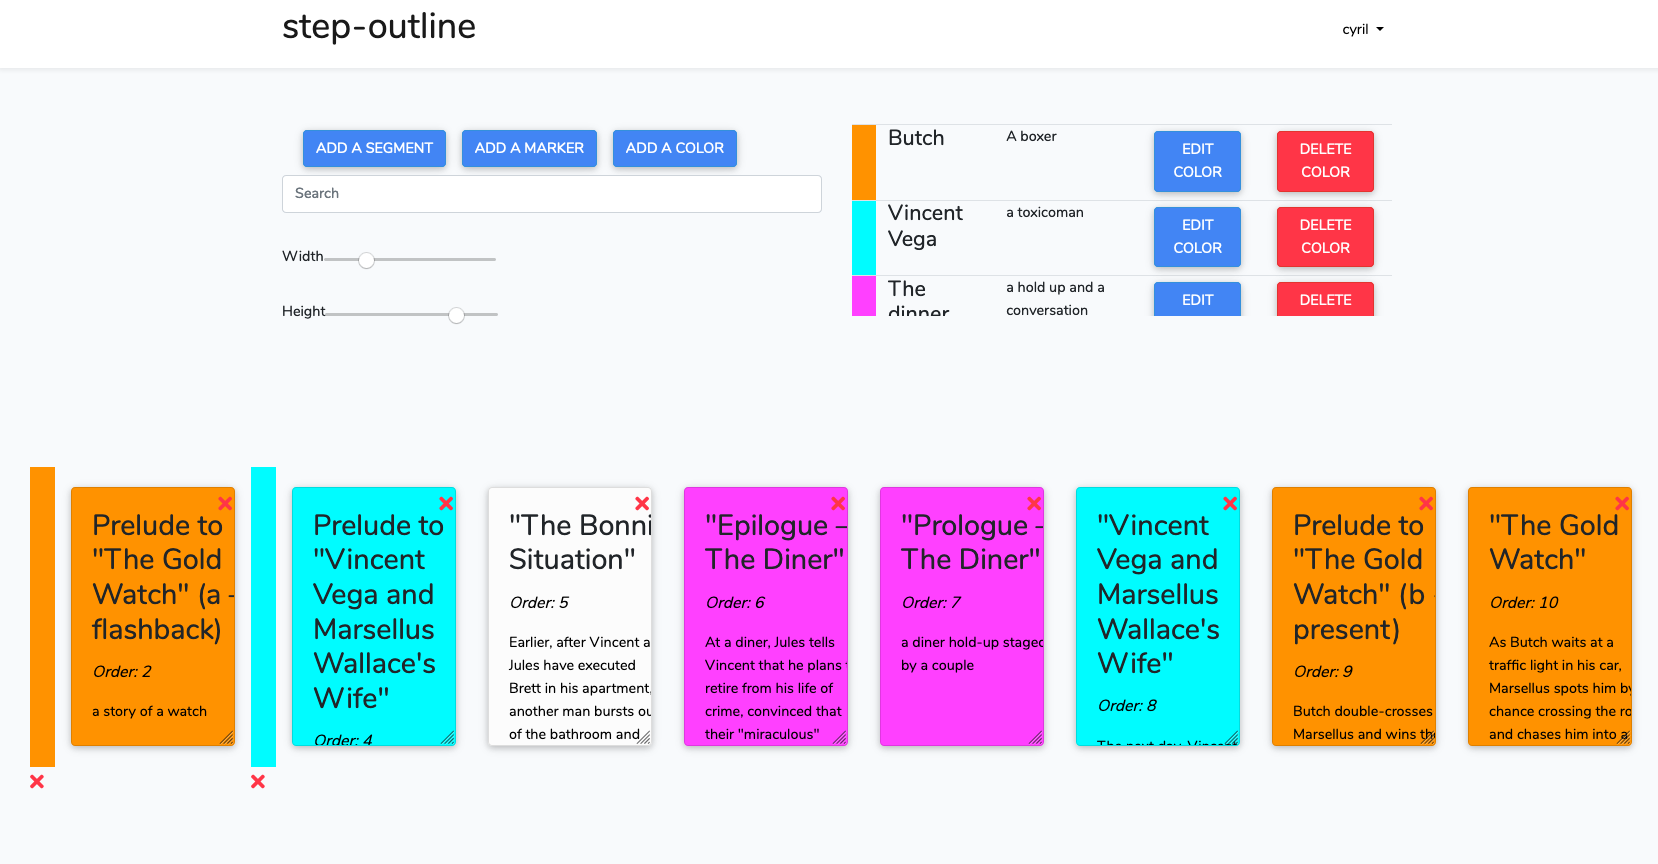 step-outline
cyril
ADD A SEGMENT
ADD A MARKER
ADD A COLOR
Search
Width
Height
Butch
A boxer
EDIT
COLOR
DELETE
COLOR
Vincent
Vega
a toxicoman
EDIT
COLOR
DELETE
COLOR
The
dinner
a hold up and a
conversation
EDIT
DELETE
Prelude to
"The Gold
Watch" (a -
flashback)
Order: 2
a story of a watch
Prelude to
"Vincent
Vega and
Marsellus
Wallace's
Wife"
Order: 4
"The Bonni
Situation"
Order: 5
Earlier, after Vincent a
Jules have executed
Brett in his apartment,
another man bursts ou
of the bathroom and
"Epilogue –
The Diner"
Order: 6
At a diner, Jules tells
Vincent that he plans
retire from his life of
crime, convinced that
their "miraculous"
"Prologue –
The Diner"
Order: 7
a diner hold-up staged
by a couple
"Vincent
Vega and
Marsellus
Wallace's
Wife"
Order: 8
The next day, Vincent
Prelude to
"The Gold
Watch" (b -
present)
Order: 9
Butch double-crosses
Marsellus and wins the
"The Gold
Watch"
Order: 10
As Butch waits at a
traffic light in his car,
Marsellus spots him by
chance crossing the ro
and chases him into a